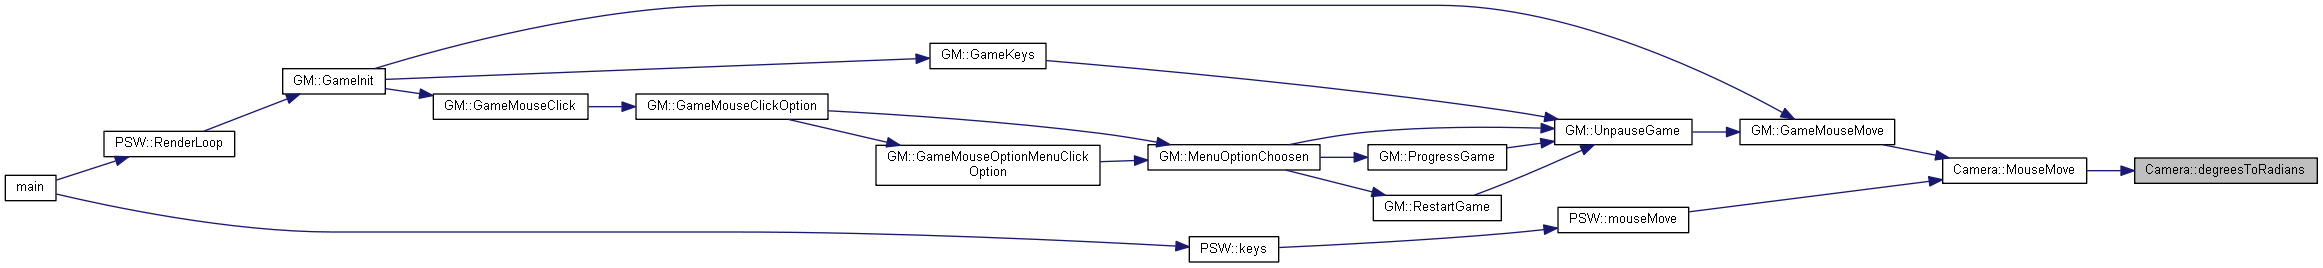 GM::GameKeys
GM::GameInit
GM::GameMouseClick
GM::GameMouseClickOption
PSW::RenderLoop
GM::UnpauseGame
GM::GameMouseMove
GM::GameMouseOptionMenuClick
Option
GM::MenuOptionChoosen
GM::ProgressGame
Camera::MouseMove
Camera::degreesToRadians
main
GM::RestartGame
PSW::mouseMove
PSW::keys